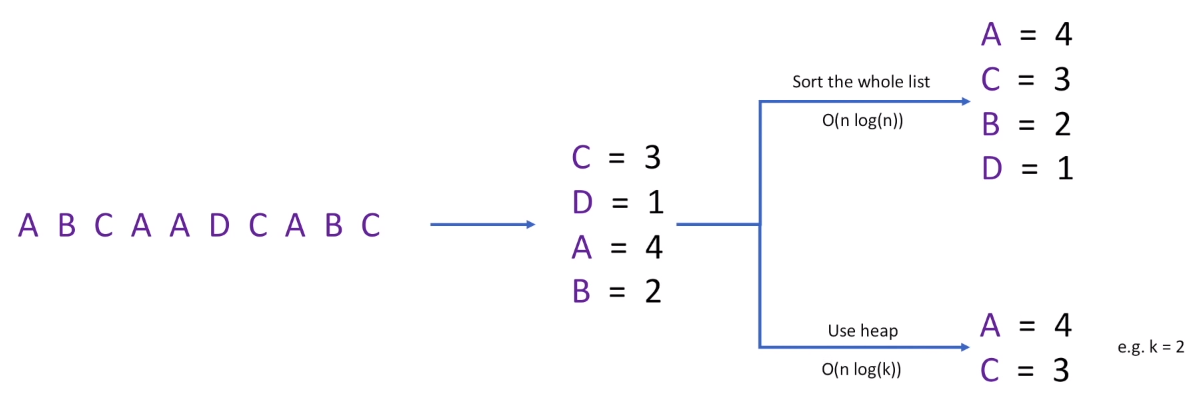 A B C A A D C A B C
C = 3
D = 1
A = 4
B = 2
Sort the whole list
O(n log(n))
A = 4
C = 3
B = 2
D = 1
Use heap
O(n log(k))
A = 4
C = 3
e.g. k = 2